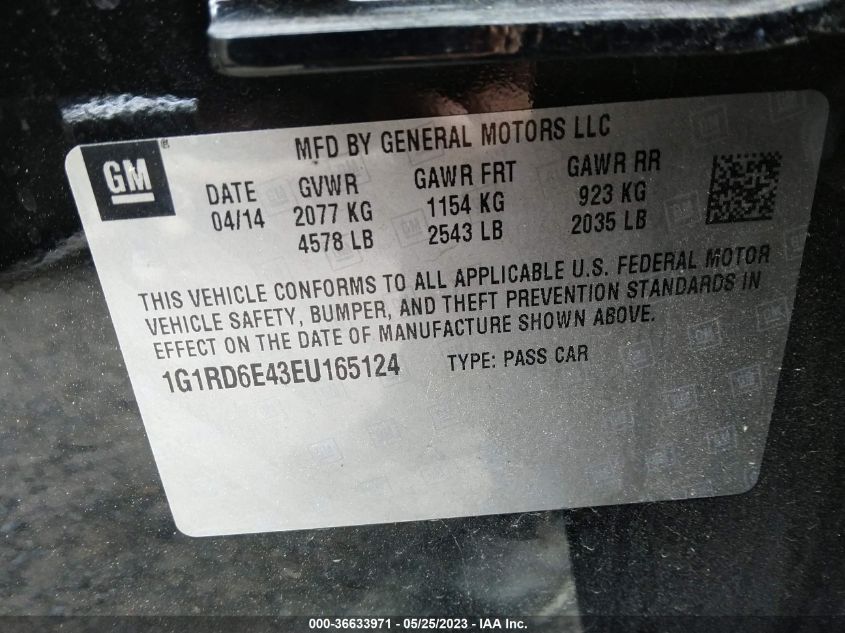 MFD BY GENERAL MOTORS LLC
GM
DATE GVWR GAWR FRT GAWR RR
04/14 2077 KG 1154 KG 923 KG
4578 LB 2543 LB 2035 LB
THIS VEHICLE CONFORMS TO ALL APPLICABLE U.S. FEDERAL MOTOR
VEHICLE SAFETY, BUMPER, AND THEFT PREVENTION STANDARDS IN
EFFECT ON THE DATE OF MANUFACTURE SHOWN ABOVE.
1G1RD6E43EU165124 TYPE: PASS CAR
000-36633971 / 05/25/2023 / IAA Inc.